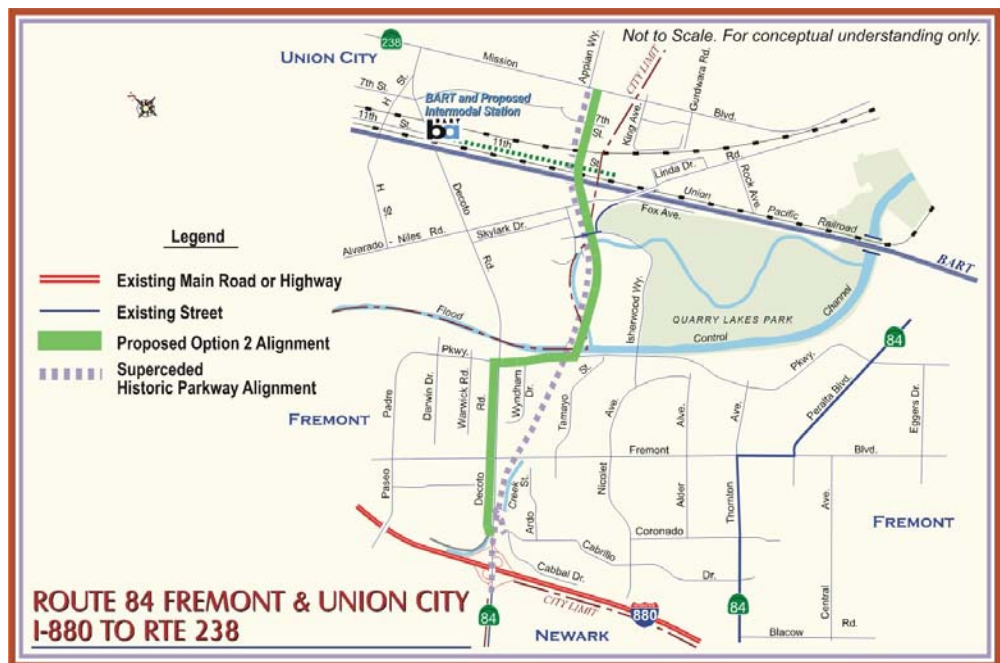 Not to Scale. For conceptual understanding only.
238
UNION CITY
Mission
Appian Wy.
CITY LIMIT
Gurdwara Rd.
7th St.
H St.
BART and Proposed
Intermodal Station
BART
ba
7th
St.
King Ave.
Blvd.
11th
St.
11th
St.
Linda Dr.
Rd.
Rock Ave.
H St.
Decoto
Union
Pacific
Railroad
Fox Ave.
Skylark Dr.
Alvarado - Niles Rd.
Rd.
BART
Legend
Existing Main Road or Highway
Existing Street
Proposed Option 2 Alignment
Superceded
Historic Parkway Alignment
Isherwood Wy.
QUARRY LAKES PARK
Channel
Flood
Control
84
Pkwy.
Pkwy.
Peralta Blvd.
Eggers Dr.
Padre
Darwin Dr.
Warwick Rd.
Rd.
Wyndham
Dr.
St.
Tamayo
Ave.
Alve.
Ave.
FREMONT
Fremont
Blvd.
Paseo
Decoto
Creek
St.
Ardo
Nicolet
Alder
Thornton
Ave.
Central
FREMONT
Coronado
Cabrillo
Dr.
Cabbal Dr.
CITY LIMIT
880
84
84
Blacow
Rd.
NEWARK
ROUTE 84 FREMONT & UNION CITY
I-880 TO RTE 238